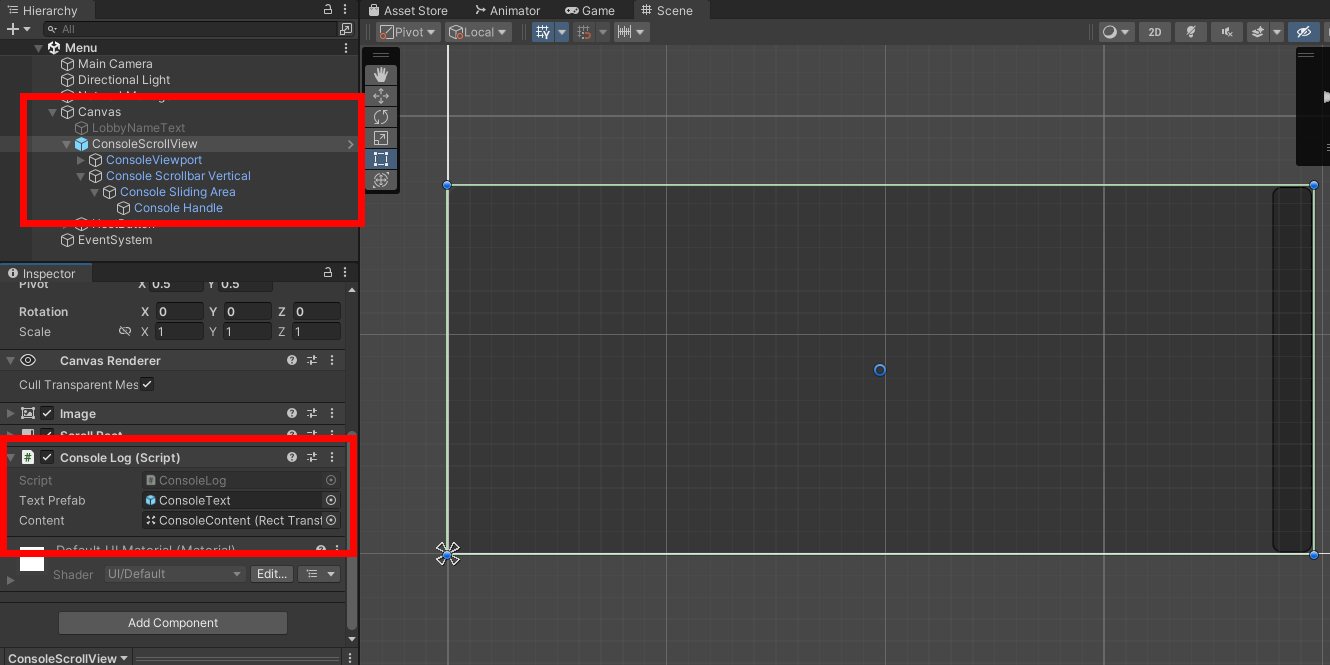 Hierarchy
Asset Store
Animator
Game
Scene
All
Pivot
Local
2D
Menu
Main Camera
Directional Light
Canvas
LobbyNameText
ConsoleScrollView
ConsoleViewport
Console Scrollbar Vertical
Console Sliding Area
Console Handle
EventSystem
Inspector
Pivot X 0.5 Y 0.5
Rotation X 0 Y 0 Z 0
Scale X 1 Y 1 Z 1
Canvas Renderer
Cull Transparent Mes
Image
Scroll Rect
# Console Log (Script)
Script # ConsoleLog
Text Prefab ConsoleText
Content ConsoleContent (Rect Transf
Default UI Material (Material)
Shader UI/Default Edit...
Add Component
ConsoleScrollView